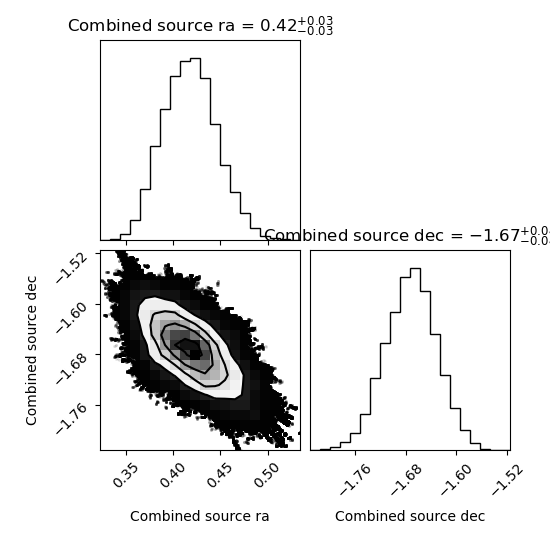 Combined source ra = 0.42+0.03−0.03
Combined source dec = −1.67
Combined source dec
−1.52
−1.60
−1.68
−1.76
0.35 0.40 0.45 0.50
−1.76 −1.68 −1.60 −1.52
Combined source ra
Combined source dec